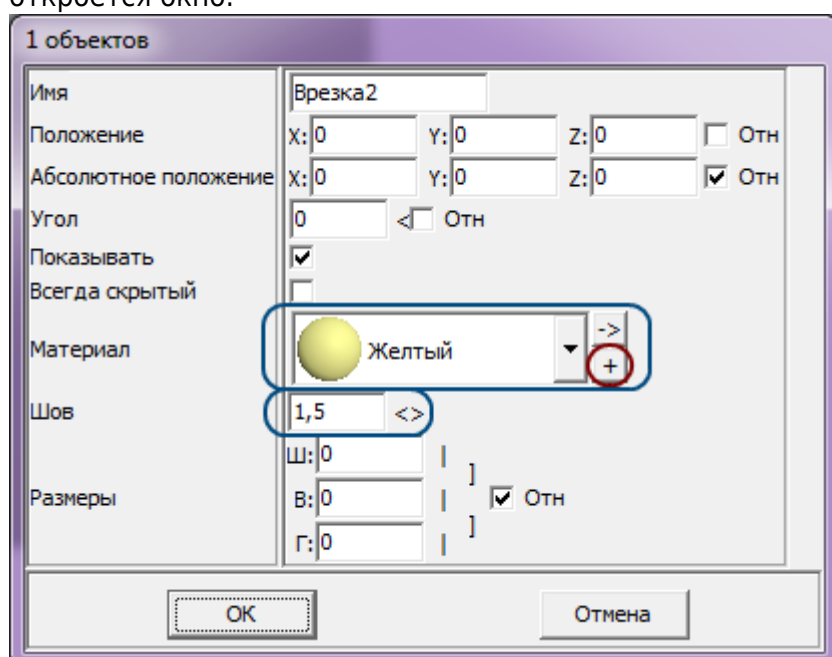 откроется окно:
1 объектов
Имя Врезка2
Положение X: 0 Y: 0 Z: 0 Отн
Абсолютное положение X: 0 Y: 0 Z: 0 Отн
Угол 0 < Отн
Показывать
Всегда скрытый
Материал Желтый ->
+
Шов 1,5 <>
Ш: 0 | ]
Размеры В: 0 | Отн
Г: 0 | ]
OK Отмена